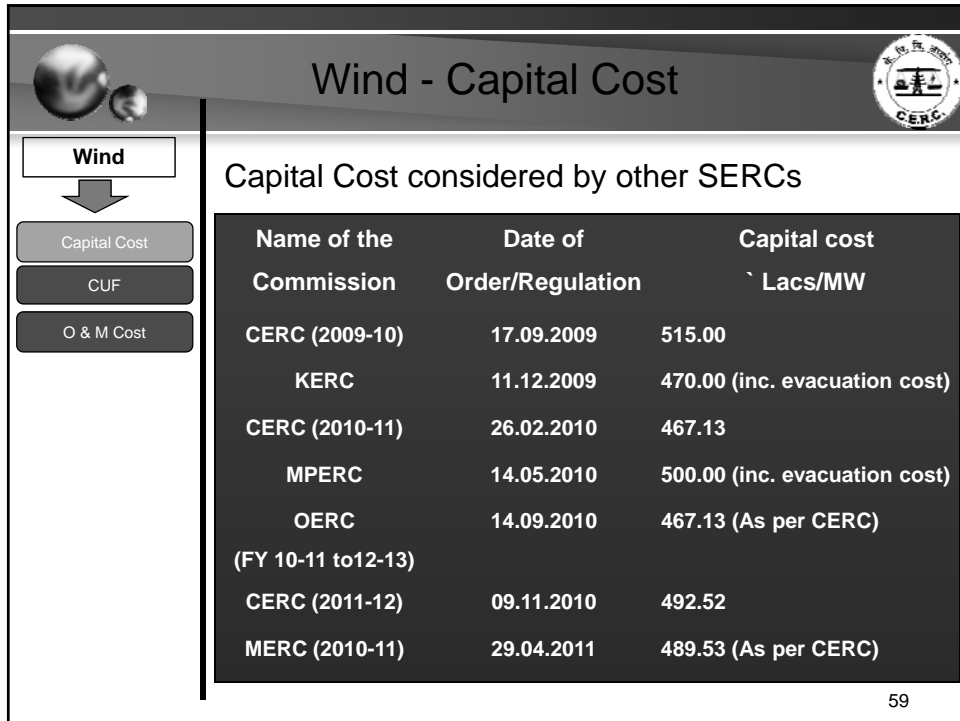 Wind - Capital Cost
C.E.R.C.
Wind
Capital Cost
CUF
O & M Cost
Capital Cost considered by other SERCs
Name of the Commission Date of Order/Regulation Capital cost ` Lacs/MW
CERC (2009-10) 17.09.2009 515.00
KERC 11.12.2009 470.00 (inc. evacuation cost)
CERC (2010-11) 26.02.2010 467.13
MPERC 14.05.2010 500.00 (inc. evacuation cost)
OERC 14.09.2010 467.13 (As per CERC)
(FY 10-11 to12-13)
CERC (2011-12) 09.11.2010 492.52
MERC (2010-11) 29.04.2011 489.53 (As per CERC)
59